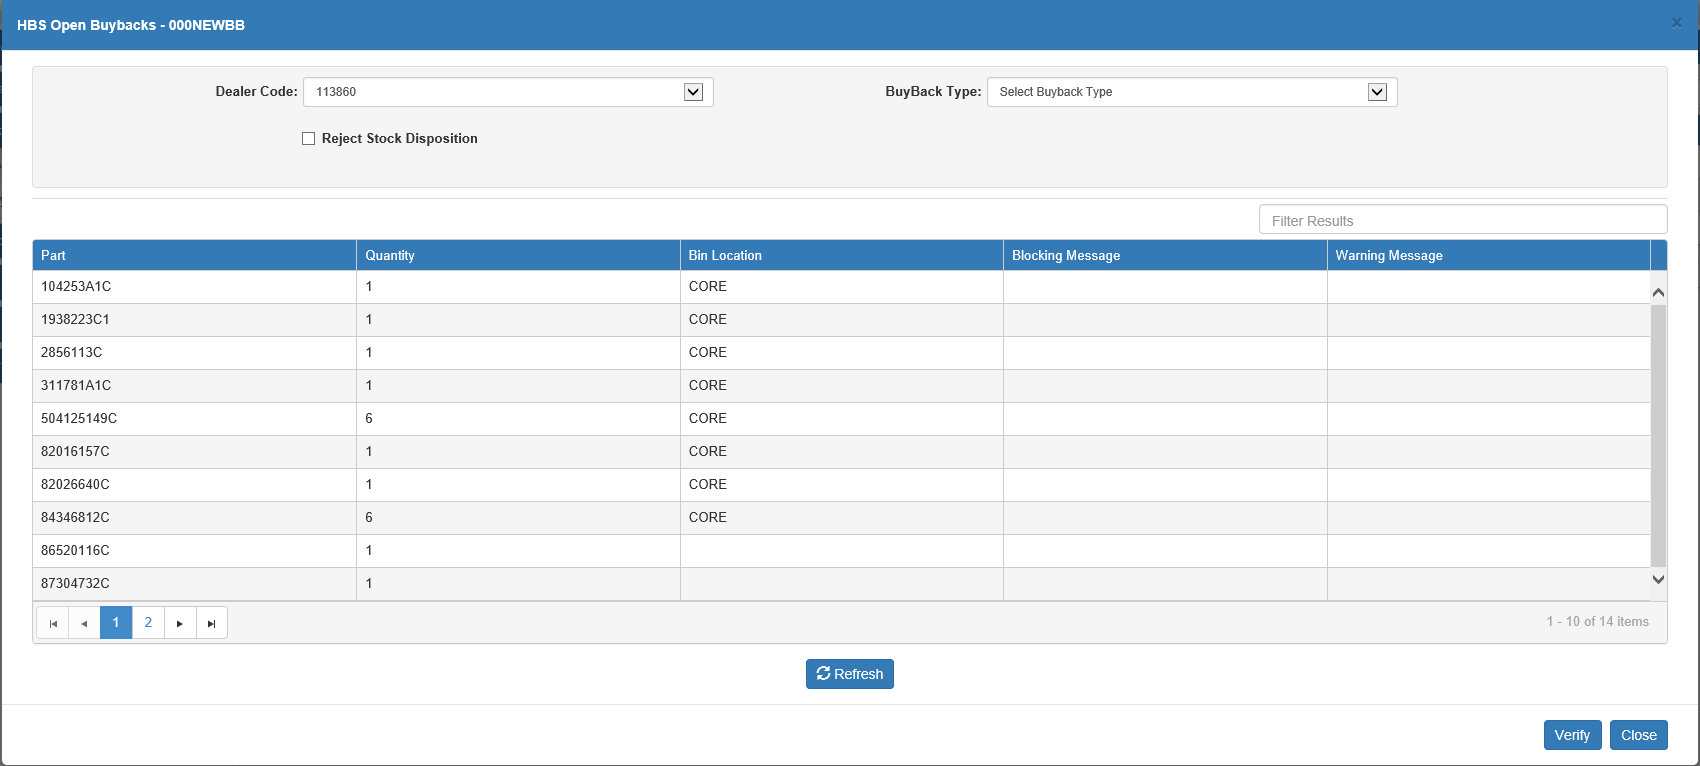 HBS Open Buybacks - 000NEWBB ×
Dealer Code: 113860 BuyBack Type: Select Buyback Type
Reject Stock Disposition
Filter Results
Part Quantity Bin Location Blocking Message Warning Message
104253A1C 1 CORE
1938223C1 1 CORE
2856113C 1 CORE
311781A1C 1 CORE
504125149C 6 CORE
82016157C 1 CORE
82026640C 1 CORE
84346812C 6 CORE
86520116C 1
87304732C 1
1 2 1 - 10 of 14 items
Refresh
Verify Close